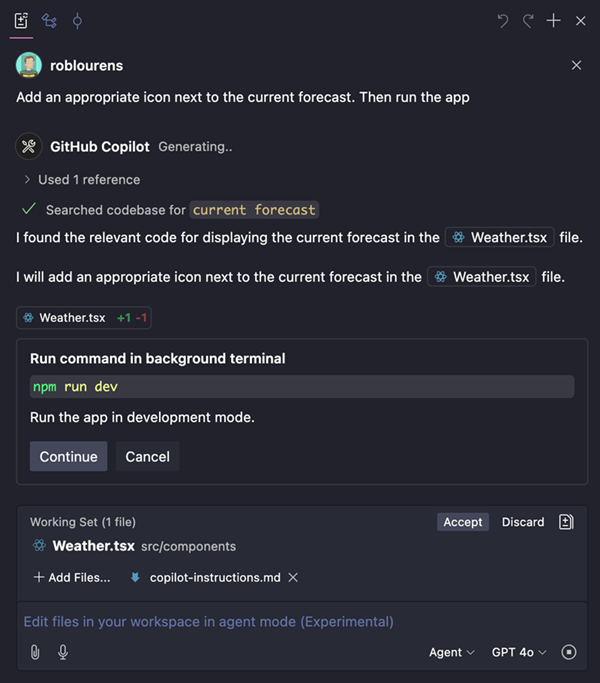 roblourens
Add an appropriate icon next to the current forecast. Then run the app
GitHub Copilot Generating..
Used 1 reference
Searched codebase for current forecast
I found the relevant code for displaying the current forecast in the Weather.tsx file.
I will add an appropriate icon next to the current forecast in the Weather.tsx file.
Weather.tsx +1 -1
Run command in background terminal
npm run dev
Run the app in development mode.
Continue Cancel
Working Set (1 file) Accept Discard
Weather.tsx src/components
+ Add Files... copilot-instructions.md
Edit files in your workspace in agent mode (Experimental)
Agent GPT 4o